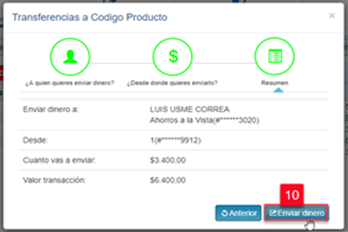 Transferencias a Codigo Producto
×
$
¿A quien quieres enviar dinero?
¿Desde donde quieres enviarlo?
Resumen
Enviar dinero a:
LUIS USME CORREA
Ahorros a la Vista(#******3020)
Desde:
1(#******9912)
Cuanto vas a enviar:
$3.400,00
Valor transacción:
$6.400,00
10
Anterior
Enviar dinero